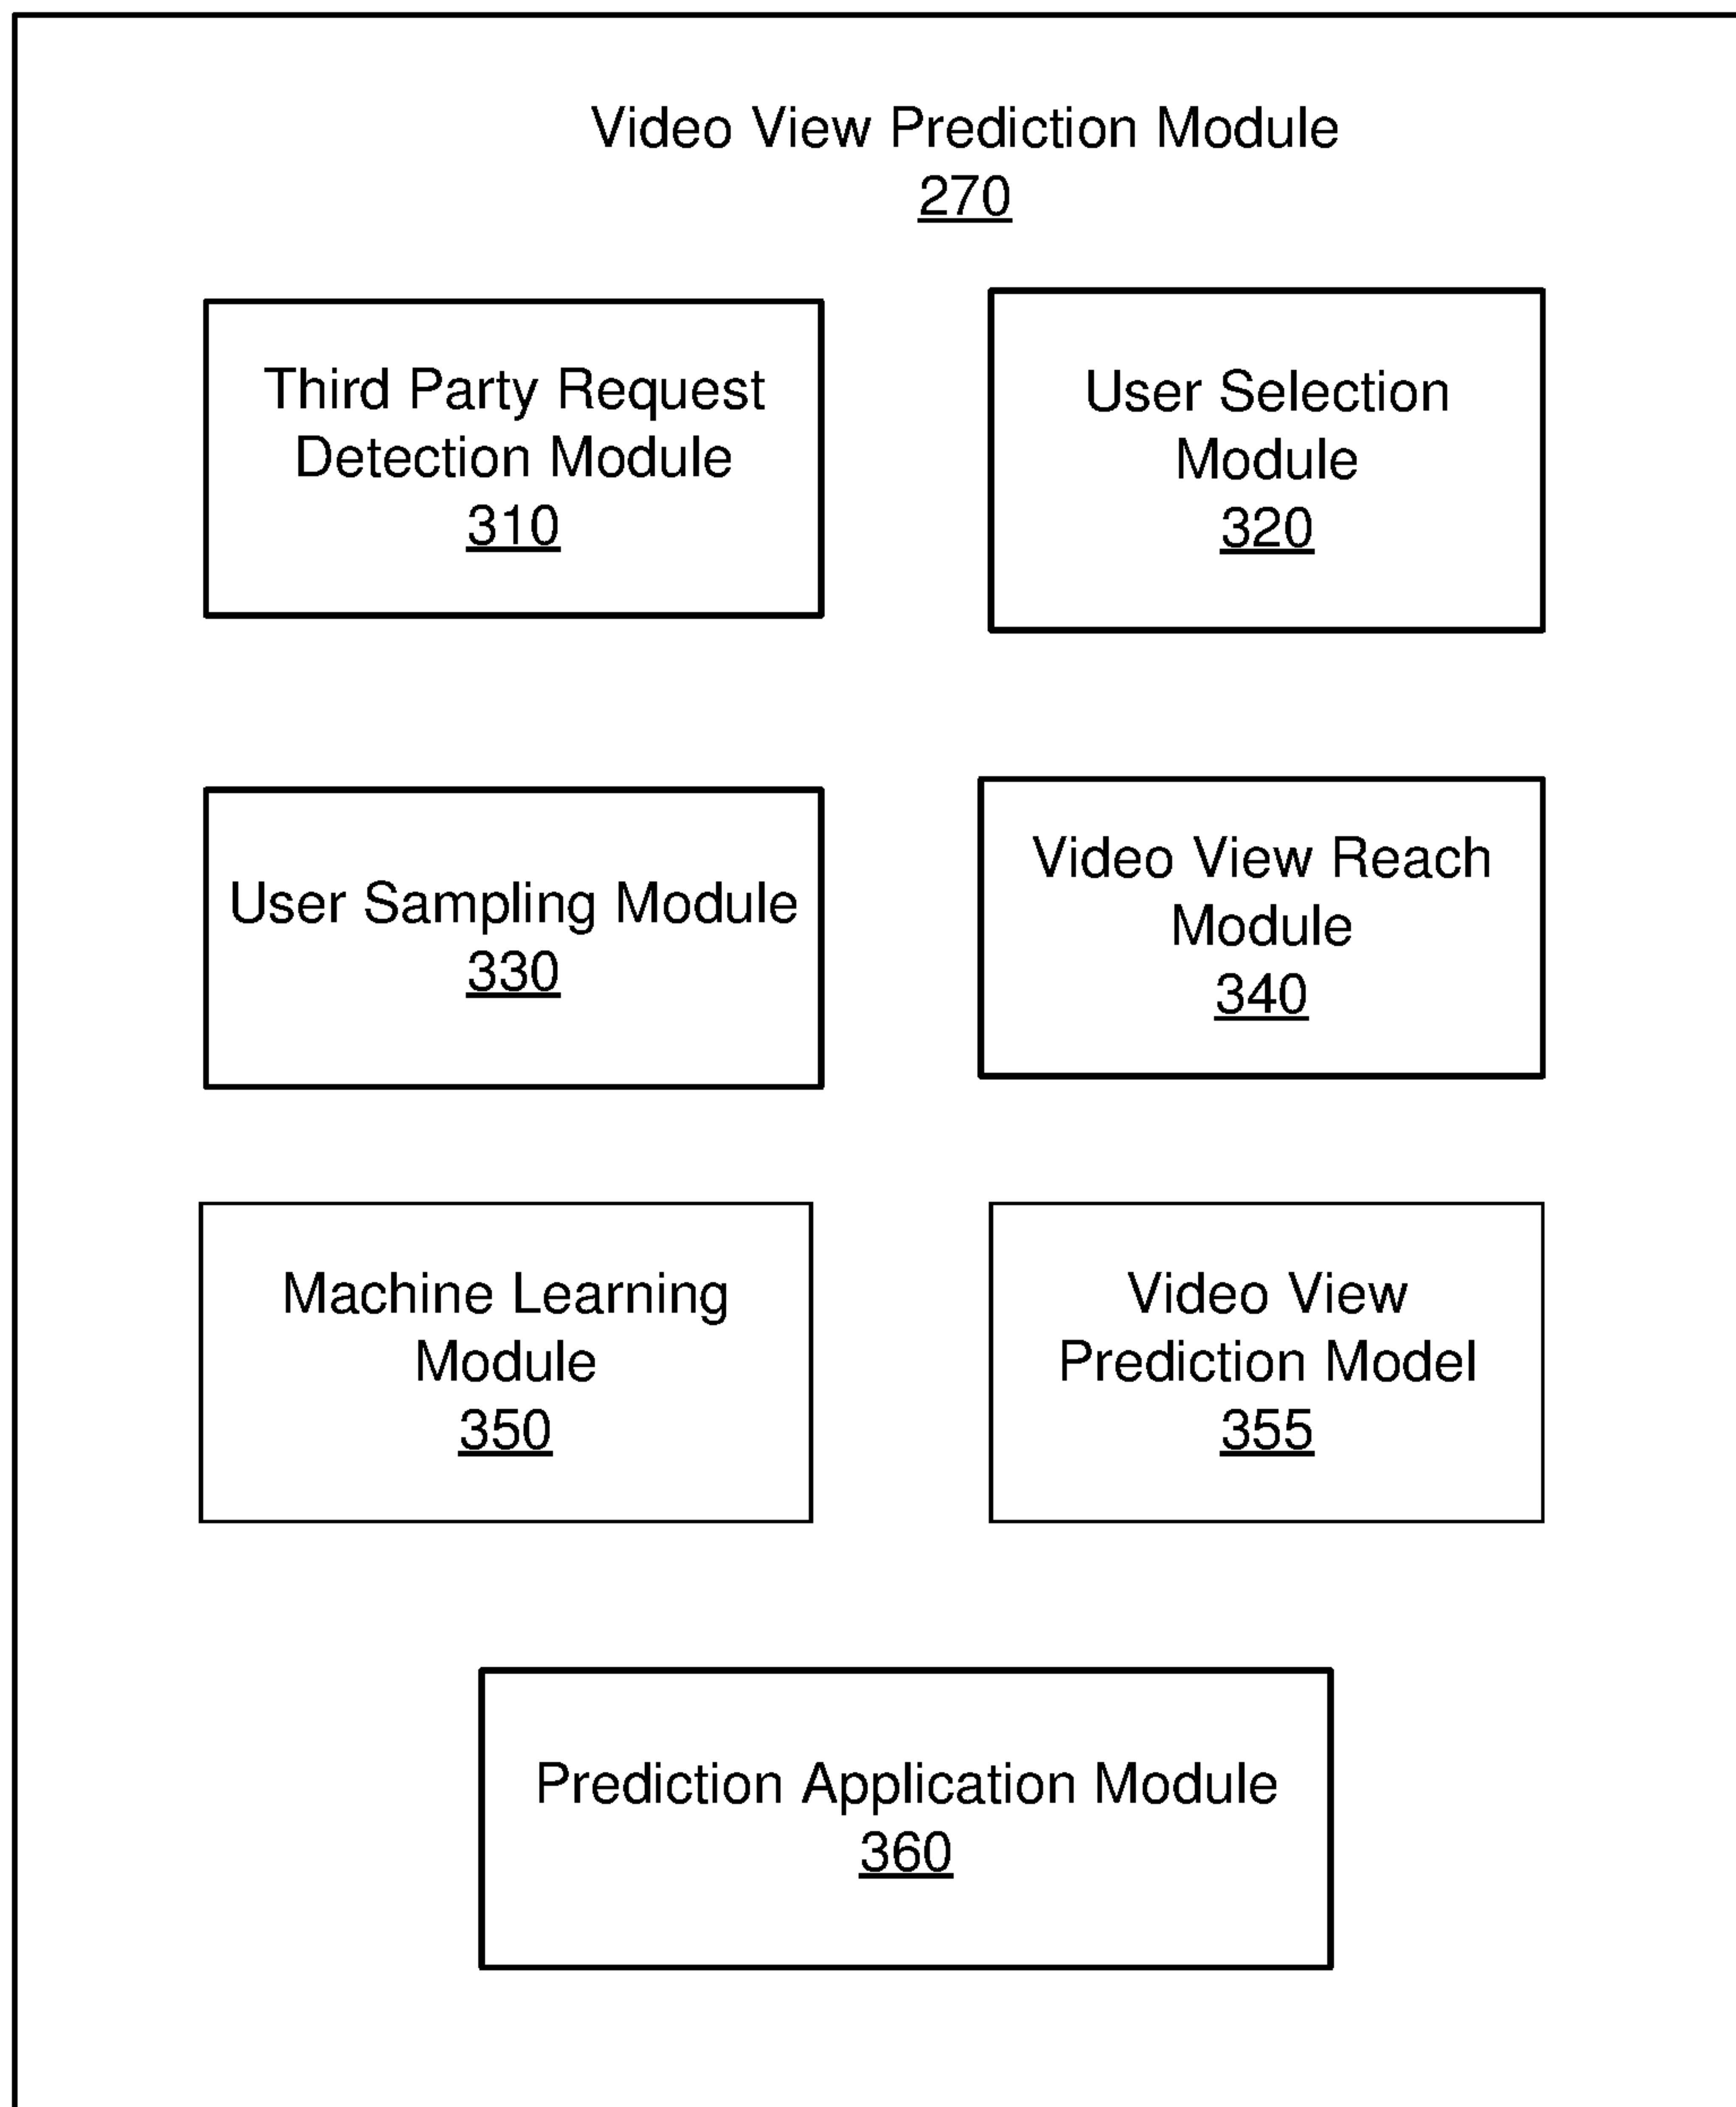 Video View Prediction Module
270
Third Party Request
Detection Module
310
User Selection
Module
320
User Sampling Module
330
Video View Reach
Module
340
Machine Learning
Module
350
Video View
Prediction Model
355
Prediction Application Module
360